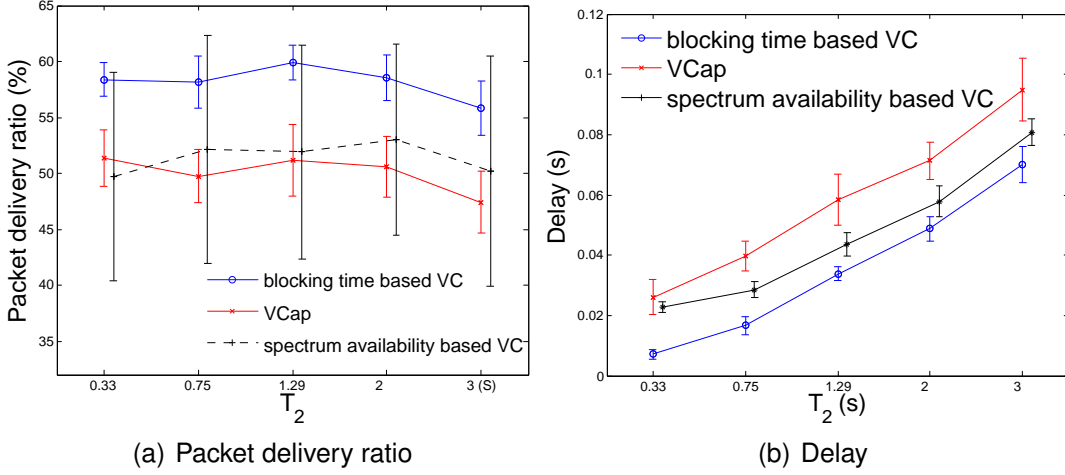 Packet delivery ratio (%)
65
60
55
50
45
40
35
blocking time based VC
VCap
spectrum availability based VC
0.33 0.75 1.29 2 3 (S)
T2
(a) Packet delivery ratio
Delay (s)
0.12
0.1
0.08
0.06
0.04
0.02
0
blocking time based VC
VCap
spectrum availability based VC
0.33 0.75 1.29 2 3
T2 (s)
(b) Delay